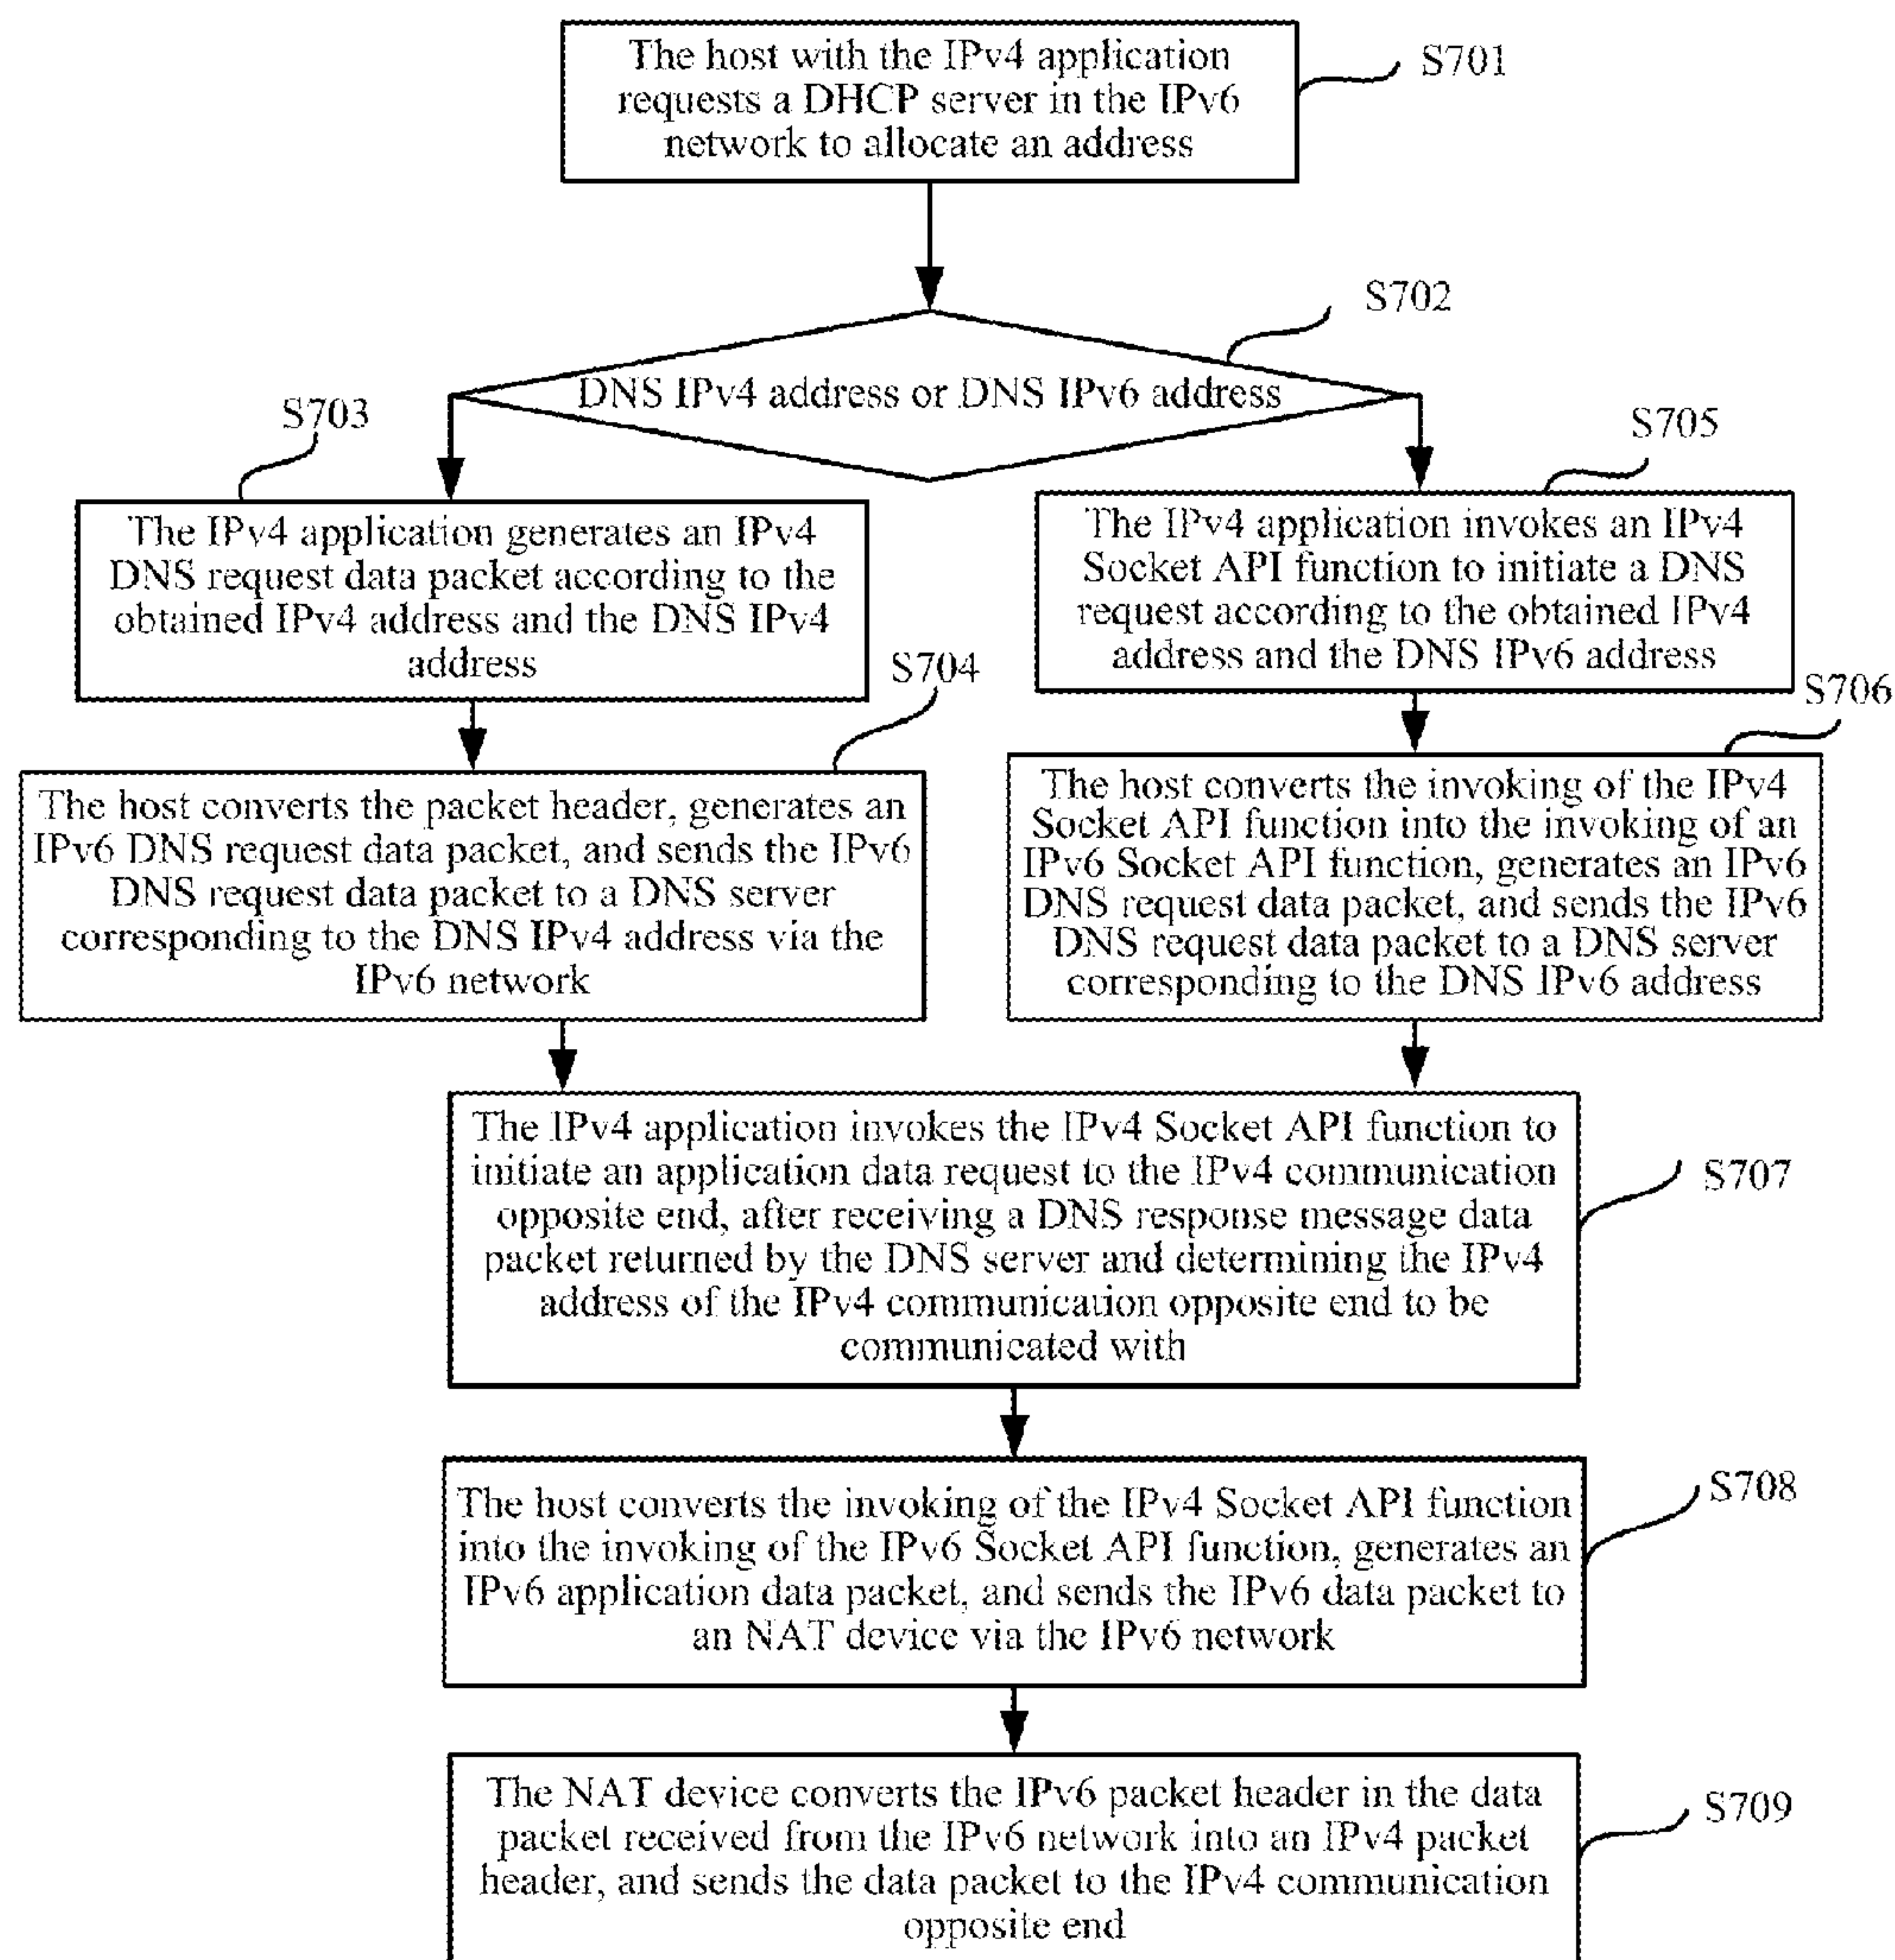 The host with the IPv4 application
requests a DHCP server in the IPv6
network to allocate an address
S701
S702
DNS IPv4 address or DNS IPv6 address
S703
The IPv4 application generates an IPv4
DNS request data packet according to the
obtained IPv4 address and the DNS IPv4
address
S705
The IPv4 application invokes an IPv4
Socket API function to initiate a DNS
request according to the obtained IPv4
address and the DNS IPv6 address
S704
The host converts the packet header, generates an
IPv6 DNS request data packet, and sends the IPv6
DNS request data packet to a DNS server
corresponding to the DNS IPv4 address via the
IPv6 network
S706
The host converts the invoking of the IPv4
Socket API function into the invoking of an
IPv6 Socket API function, generates an IPv6
DNS request data packet, and sends the IPv6
DNS request data packet to a DNS server
corresponding to the DNS IPv6 address
The IPv4 application invokes the IPv4 Socket API function to
initiate an application data request to the IPv4 communication
opposite end, after receiving a DNS response message data
packet returned by the DNS server and determining the IPv4
address of the IPv4 communication opposite end to be
communicated with
S707
The host converts the invoking of the IPv4 Socket API function
into the invoking of the IPv6 Socket API function, generates an
IPv6 application data packet, and sends the IPv6 data packet to
an NAT device via the IPv6 network
S708
The NAT device converts the IPv6 packet header in the data
packet received from the IPv6 network into an IPv4 packet
header, and sends the data packet to the IPv4 communication
opposite end
S709